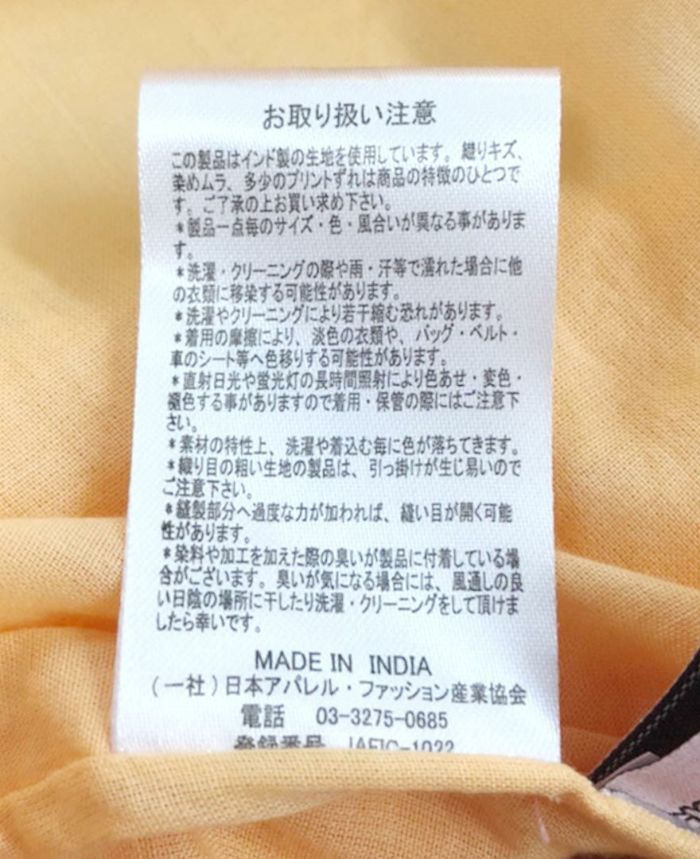 お取り扱い注意
この製品はインド製の生地を使用しています。織りキズ、
染めムラ、多少のプリントずれは商品の特徴のひとつで
す。ご了承の上お買い求め下さい。
*製品一点毎のサイズ・色・風合いが異なる事がありま
す。
*洗濯・クリーニングの際や雨・汗等で濡れた場合に他
の衣類に移染する可能性があります。
*洗濯やクリーニングにより若干縮む恐れがあります。
*着用の摩擦により、淡色の衣類や、バッグ・ベルト・
車のシート等へ色移りする可能性があります。
*直射日光や蛍光灯の長時間照射により色あせ・変色・
褪色する事がありますので着用・保管の際にはご注意下
さい。
*素材の特性上、洗濯や着込む毎に色が落ちてきます。
*織り目の粗い生地の製品は、引っ掛けが生じ易いので
ご注意下さい。
*縫製部分へ過度な力が加われば、縫い目が開く可能
性があります。
*染料や加工を加えた際の臭いが製品に付着している場
合がございます。臭いが気になる場合には、風通しの良
い日陰の場所に干したり洗濯・クリーニングをして頂けま
したら幸いです。
MADE IN INDIA
(一社)日本アパレル・ファッション産業協会
電話 03-3275-0685
登録番号 JAFIC-1022